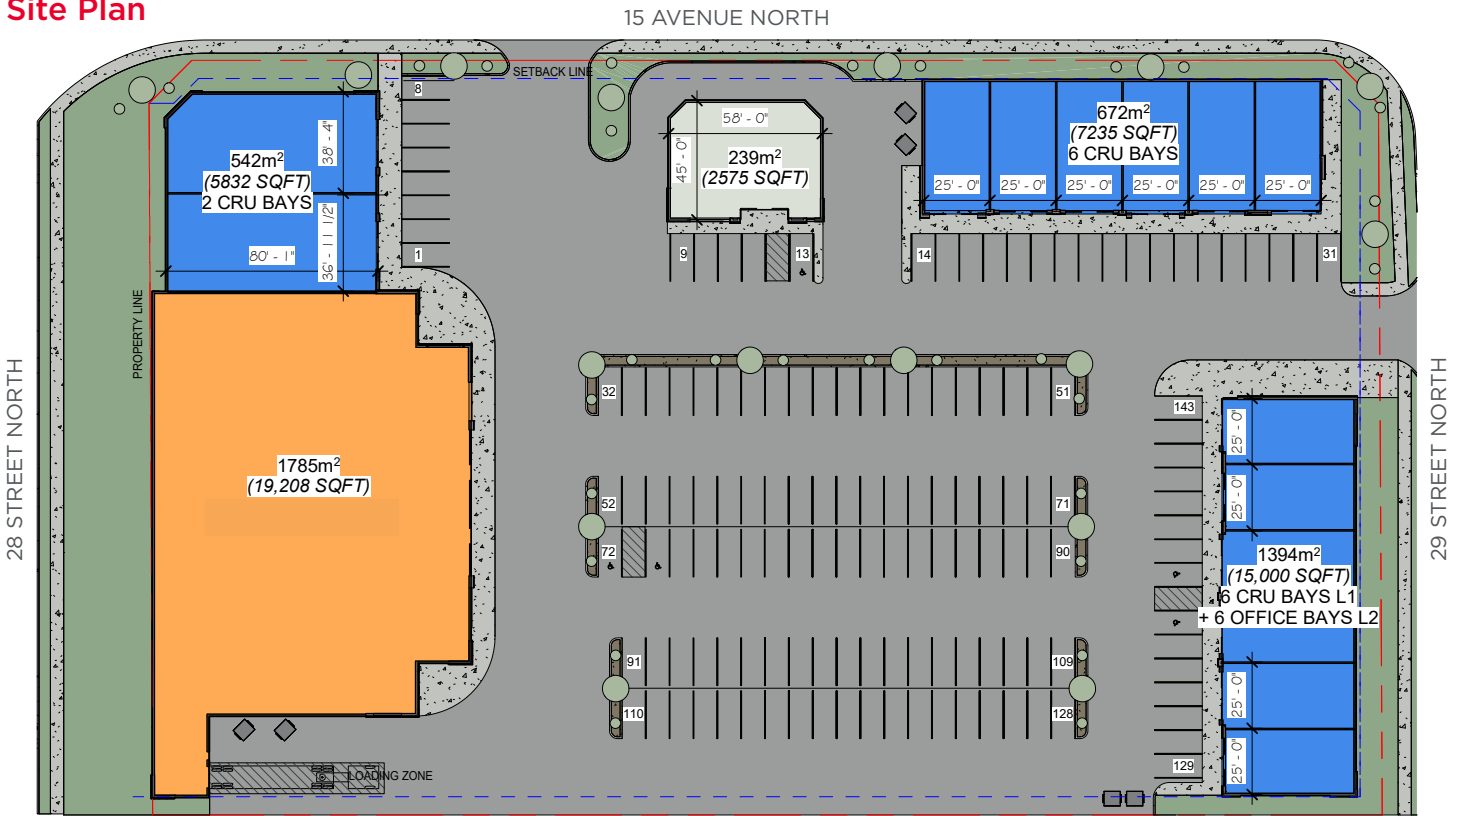 Site Plan
15 AVENUE NORTH
SETBACK LINE
8
58' - 0"
45' - 0"
239m²
(2575 SQFT)
672m²
(7235 SQFT)
6 CRU BAYS
25' - 0"
25' - 0"
25' - 0"
25' - 0"
25' - 0"
25' - 0"
542m²
(5832 SQFT)
2 CRU BAYS
38' - 4"
36' - 11 1/2"
80' - 1"
1
9
13
14
31
PROPERTY LINE
28 STREET NORTH
29 STREET NORTH
32
51
143
1785m²
(19,208 SQFT)
52
71
72
90
25' - 0"
25' - 0"
1394m²
(15,000 SQFT)
6 CRU BAYS L1
+ 6 OFFICE BAYS L2
25' - 0"
25' - 0"
91
109
110
128
129
LOADING ZONE